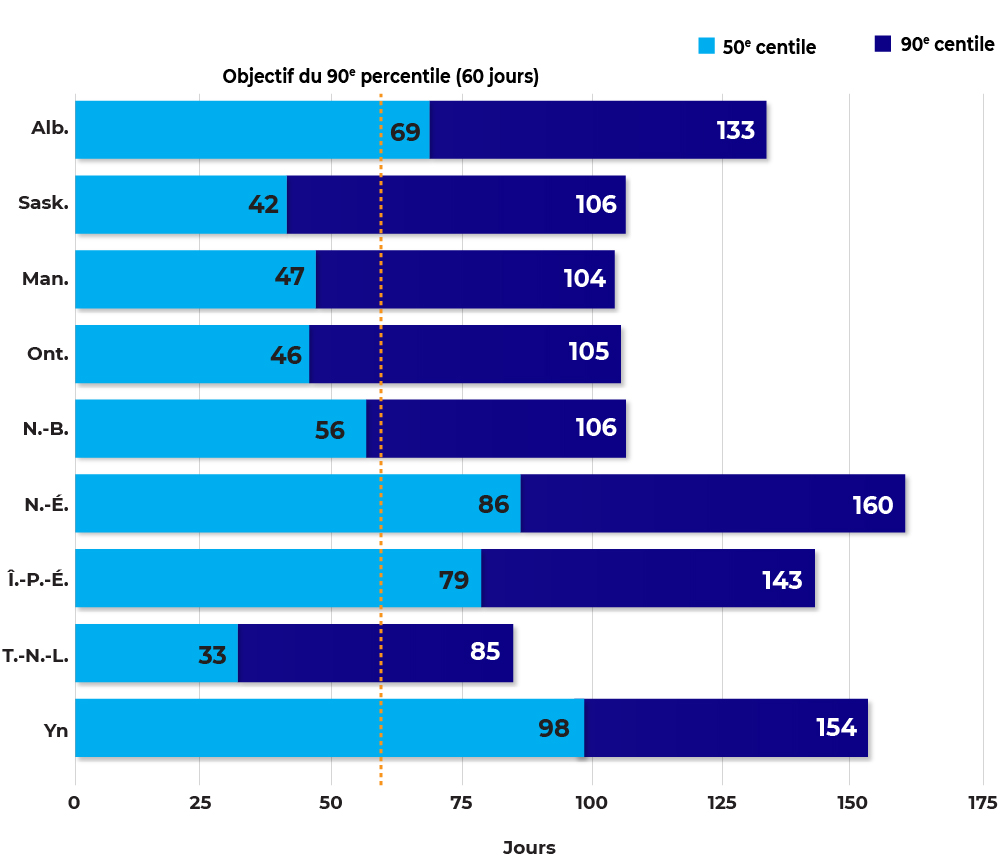 50e centile 90e centile
Objectif du 90e percentile (60 jours)
Alb. 69 133
Sask. 42 106
Man. 47 104
Ont. 46 105
N.-B. 56 106
N.-É. 86 160
Î.-P.-É. 79 143
T.-N.-L. 33 85
Yn 98 154
0 25 50 75 100 125 150 175
Jours